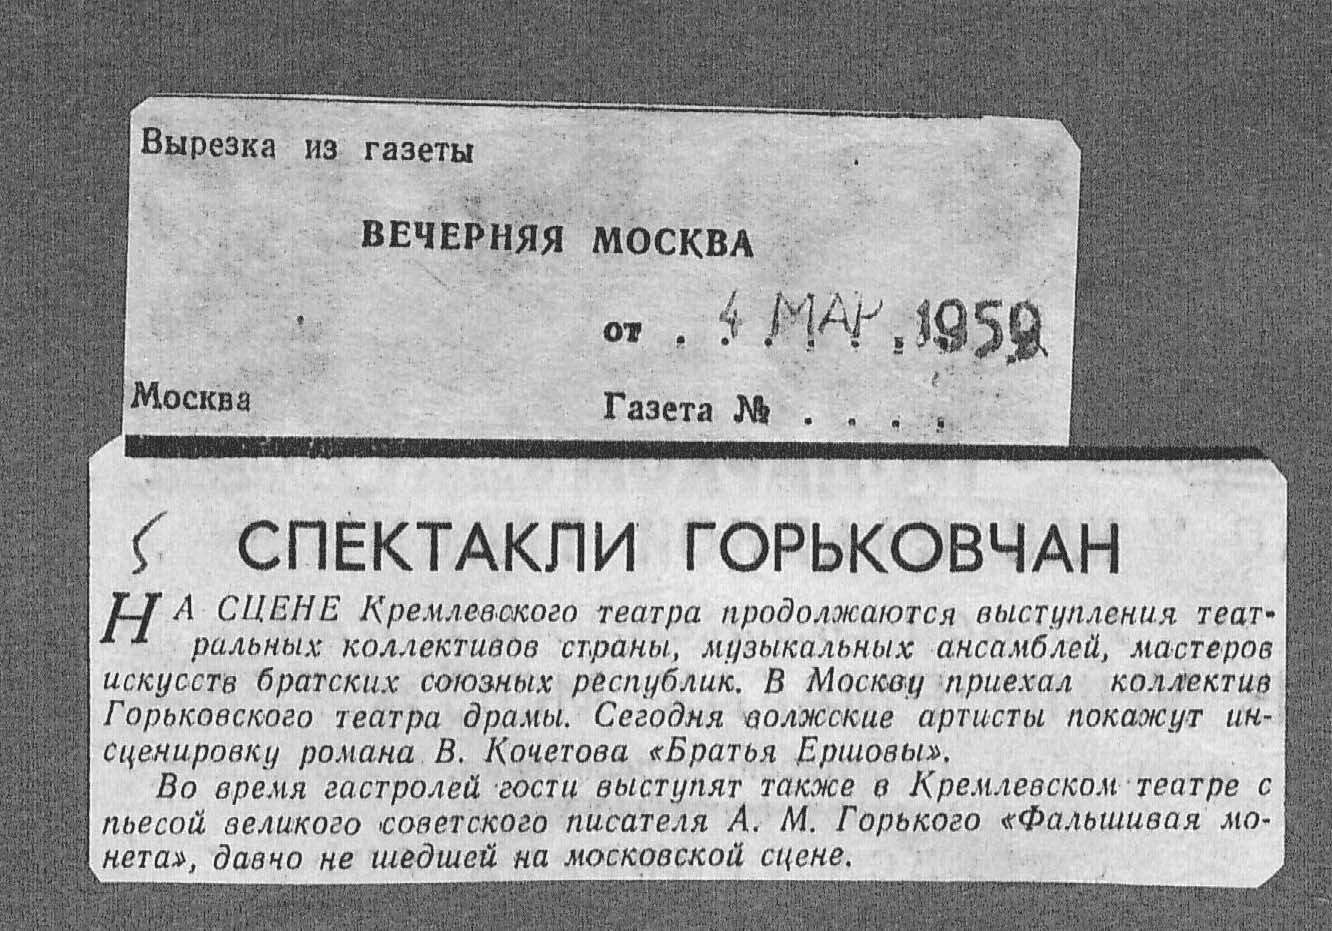 Вырезка из газеты
ВЕЧЕРНЯЯ МОСКВА
от . 4 МАР . 1959
Москва Газета № . . . .
СПЕКТАКЛИ ГОРЬКОВЧАН
НА СЦЕНЕ Кремлевского театра продолжаются выступления теат-
ральных коллективов страны, музыкальных ансамблей, мастеров
искусств братских союзных республик. В Москву приехал коллектив
Горьковского театра драмы. Сегодня волжские артисты покажут ин-
сценировку романа В. Кочетова «Братья Ершовы».
Во время гастролей гости выступят также в Кремлевском театре с
пьесой великого советского писателя А. М. Горького «Фальшивая мо-
нета», давно не шедшей на московской сцене.